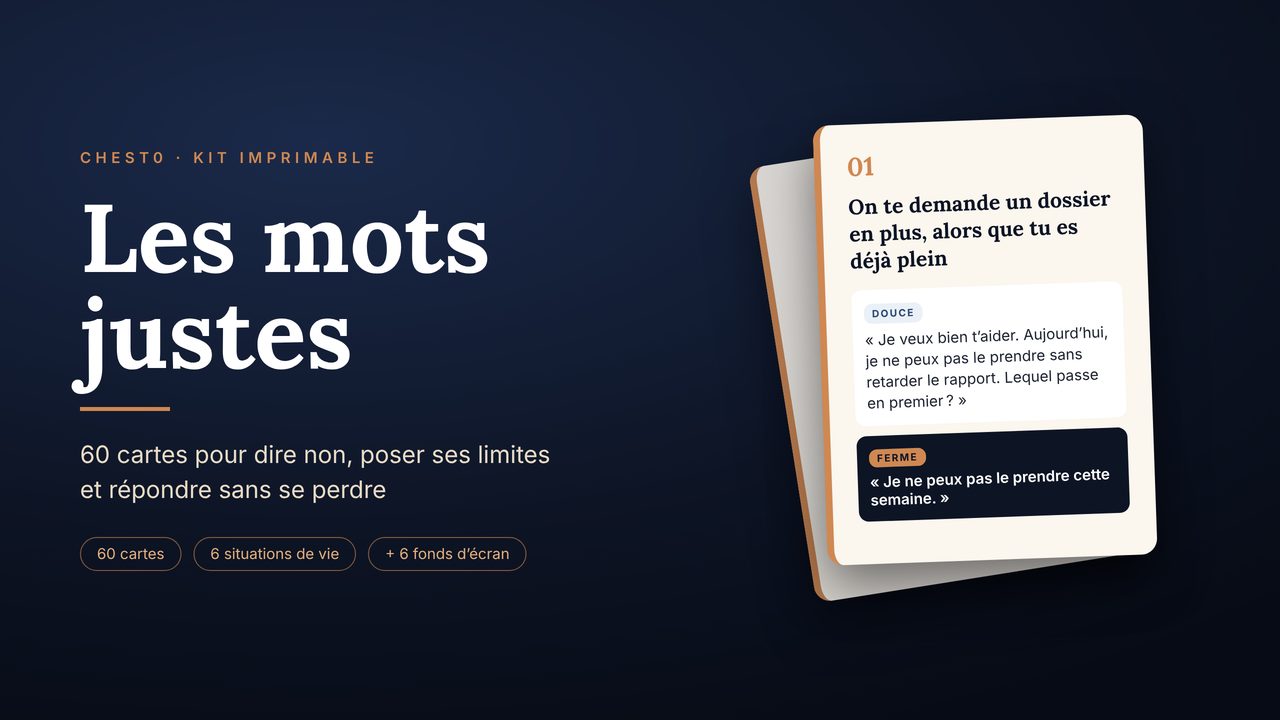 CHEST0 · KIT IMPRIMABLE
Les mots
justes
60 cartes pour dire non, poser ses limites
et répondre sans se perdre
60 cartes
6 situations de vie
+ 6 fonds d’écran
01
On te demande un dossier
en plus, alors que tu es
déjà plein
DOUCE
« Je veux bien t’aider. Aujourd’hui,
je ne peux pas le prendre sans
retarder le rapport. Lequel passe
en premier ? »
FERME
« Je ne peux pas le prendre cette
semaine. »